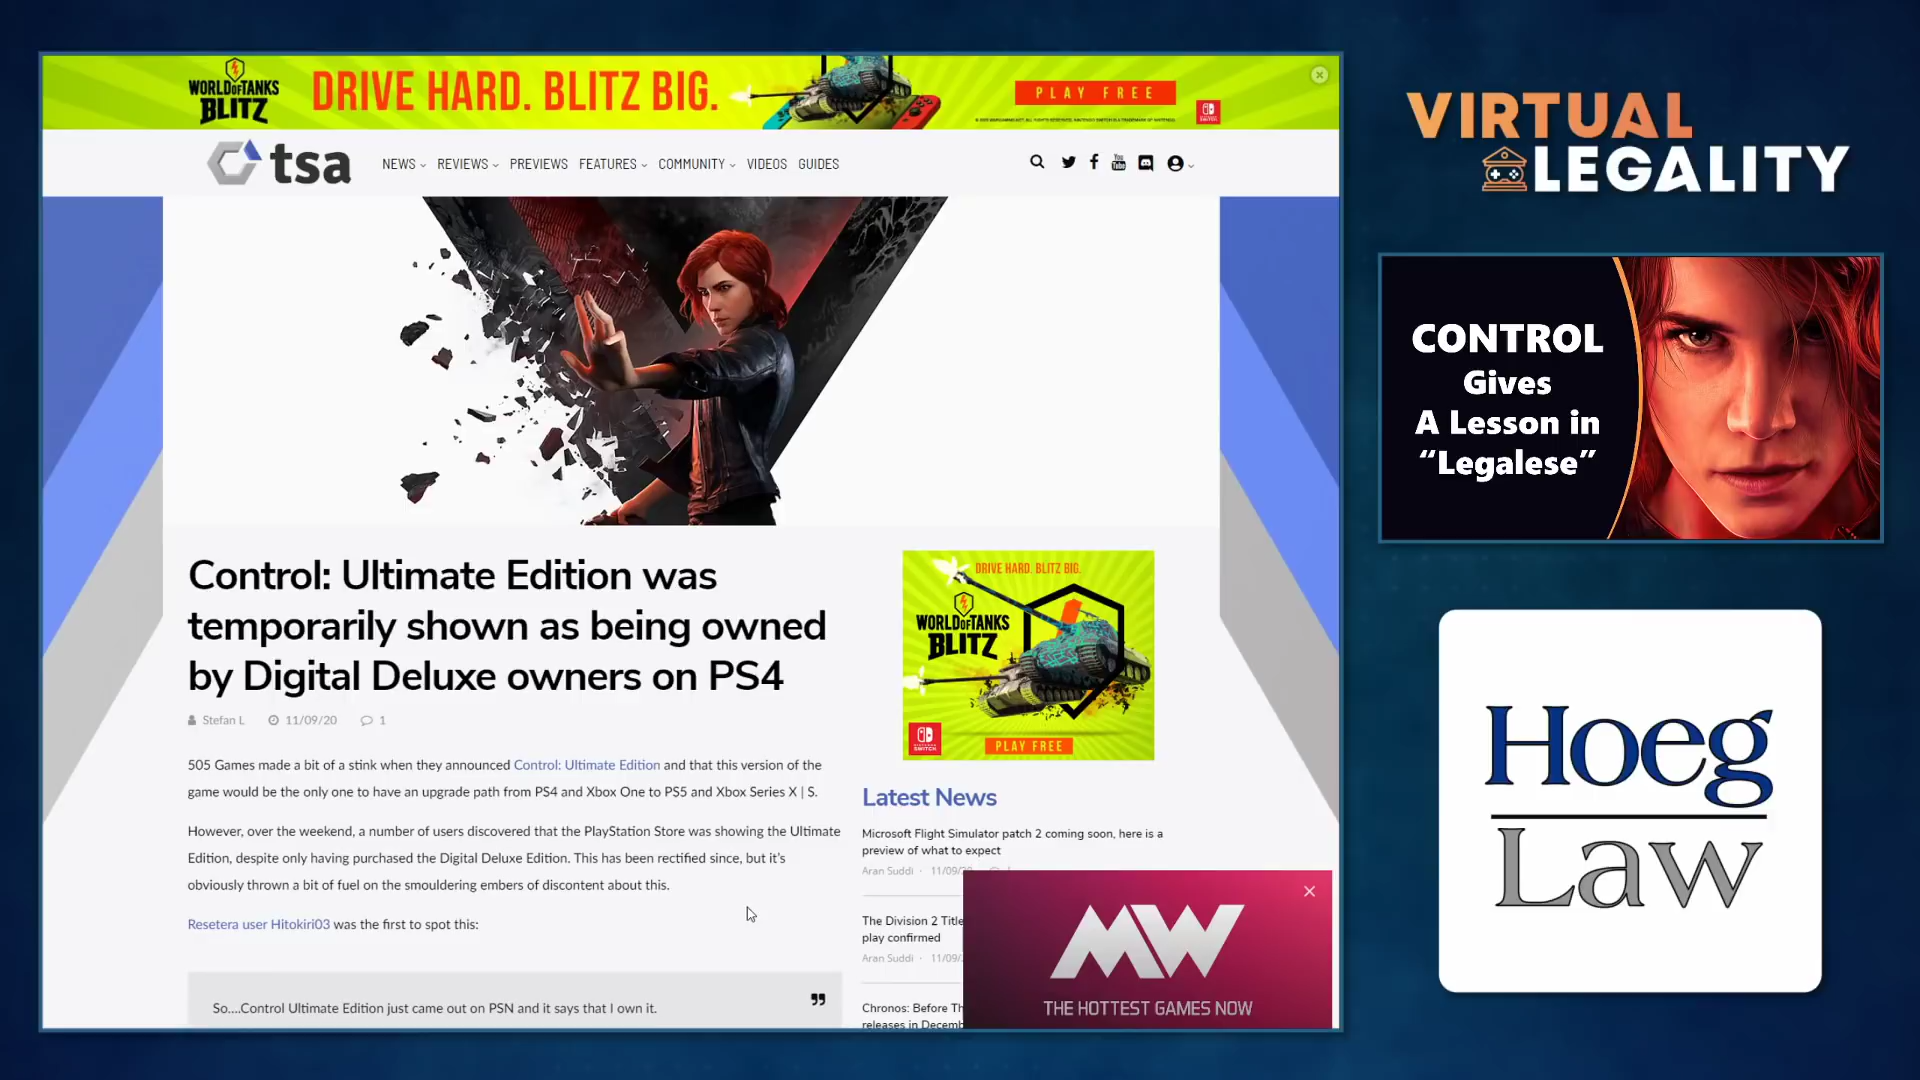 WORLD OF TANKS
BLITZ
DRIVE HARD. BLITZ BIG.
PLAY FREE
tsa
NEWS
REVIEWS
PREVIEWS
FEATURES
COMMUNITY
VIDEOS
GUIDES
VIRTUAL
LEGALITY
CONTROL
Gives
A Lesson in
“Legalese”
Control: Ultimate Edition was
temporarily shown as being owned
by Digital Deluxe owners on PS4
Stefan L 11/09/20 1
505 Games made a bit of a stink when they announced Control: Ultimate Edition and that this version of the
game would be the only one to have an upgrade path from PS4 and Xbox One to PS5 and Xbox Series X | S.
However, over the weekend, a number of users discovered that the PlayStation Store was showing the Ultimate
Edition, despite only having purchased the Digital Deluxe Edition. This has been rectified since, but it’s
obviously thrown a bit of fuel on the smouldering embers of discontent about this.
Resetera user Hitokiri03 was the first to spot this:
So....Control Ultimate Edition just came out on PSN and it says that I own it.
DRIVE HARD. BLITZ BIG.
WORLD OF TANKS
BLITZ
PLAY FREE
Latest News
Microsoft Flight Simulator patch 2 coming soon, here is a
preview of what to expect
Aran Suddi · 11/09/
The Division 2 Title
play confirmed
Aran Suddi · 11/09/
Chronos: Before Th
releases in Decemb
MW
THE HOTTEST GAMES NOW
Hoeg
Law